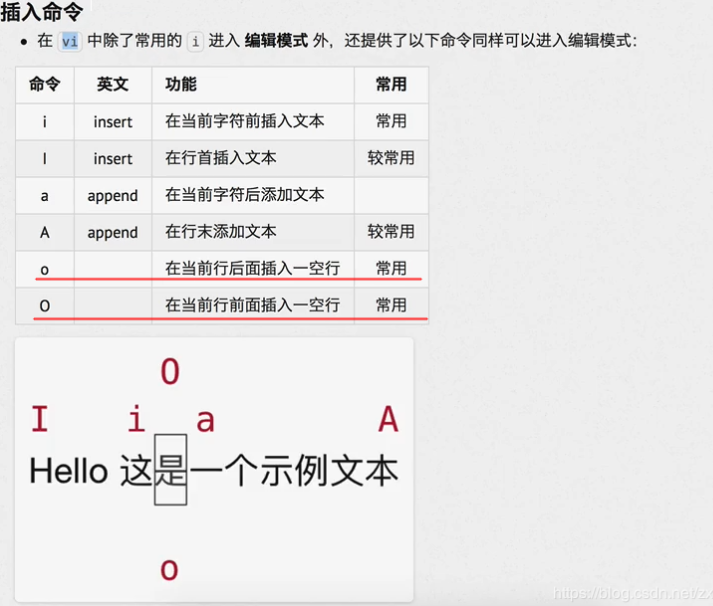 插入命令
• 在 vi 中除了常用的 i 进入 编辑模式 外，还提供了以下命令同样可以进入编辑模式：
命令 英文 功能 常用
i insert 在当前字符前插入文本 常用
I insert 在行首插入文本 较常用
a append 在当前字符后添加文本
A append 在行末添加文本 较常用
o 在当前行后面插入一空行 常用
O 在当前行前面插入一空行 常用
O
I i a A
Hello 这是一个示例文本
o
https://blog.csdn.net/zx